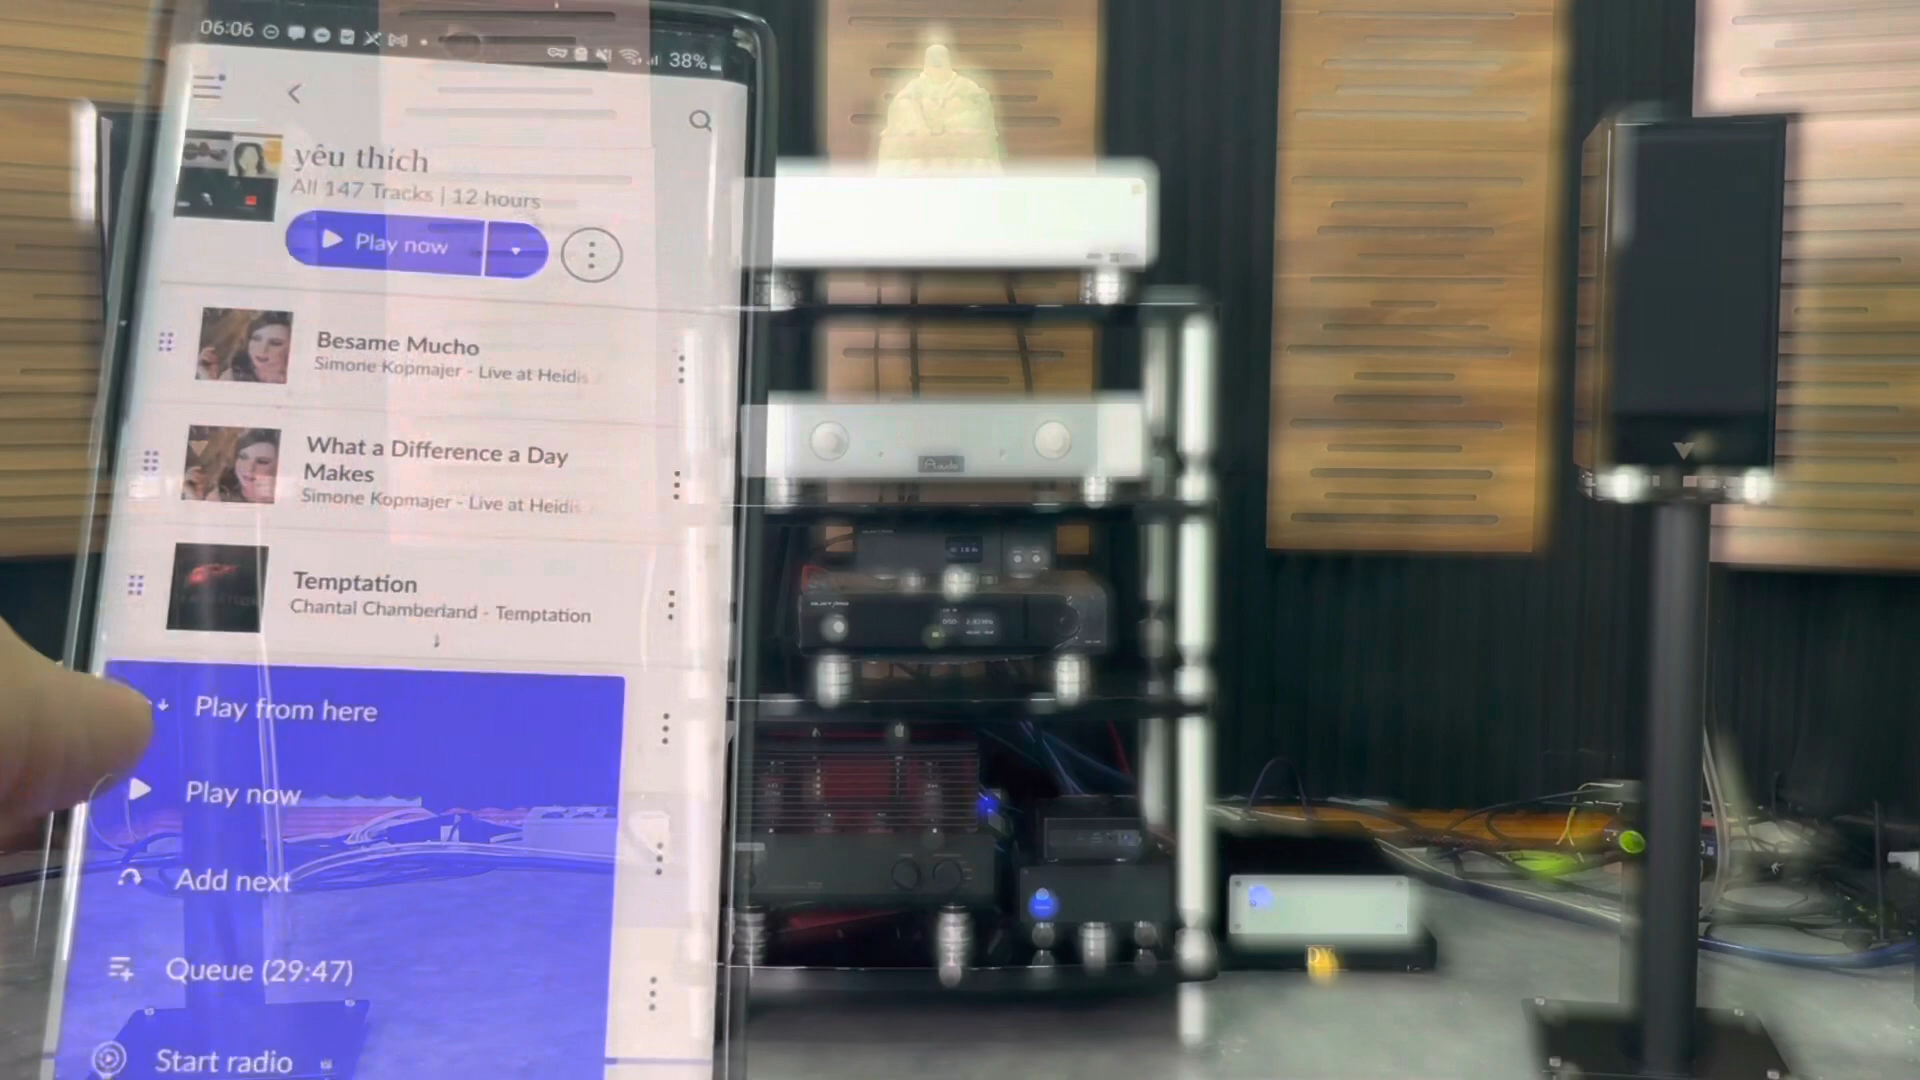 06:06
38%
yêu thích
All 147 Tracks | 12 hours
Play now
Besame Mucho
Simone Kopmajer - Live at Heidis
What a Difference a Day
Makes
Simone Kopmajer - Live at Heidis
Temptation
Chantal Chamberland - Temptation
Play from here
Play now
Add next
Queue (29:47)
Start radio
DY